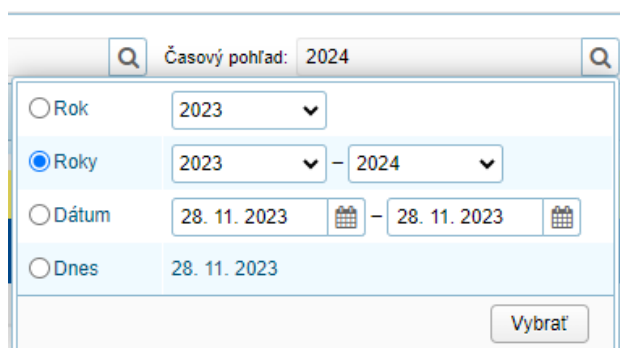 Časový pohľad: 2024
Rok 2023
Roky 2023 – 2024
Dátum 28. 11. 2023 – 28. 11. 2023
Dnes 28. 11. 2023
Vybrať